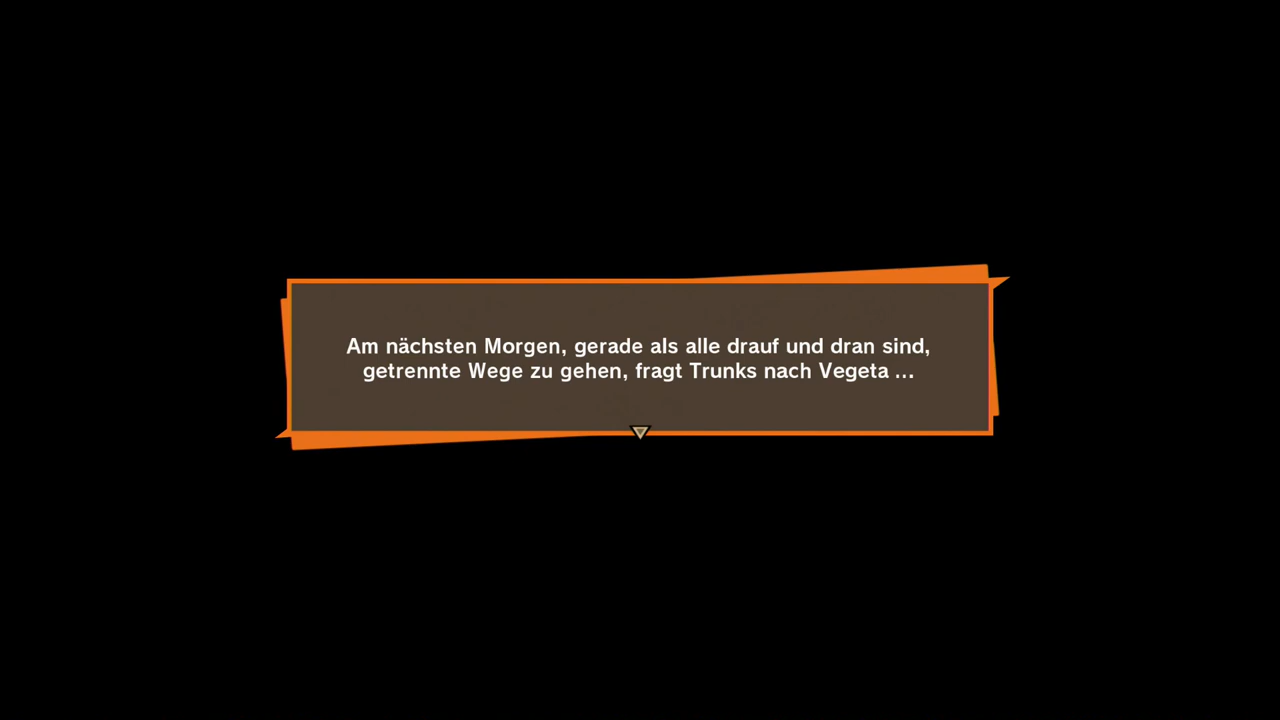 Am nächsten Morgen, gerade als alle drauf und dran sind,
getrennte Wege zu gehen, fragt Trunks nach Vegeta ...